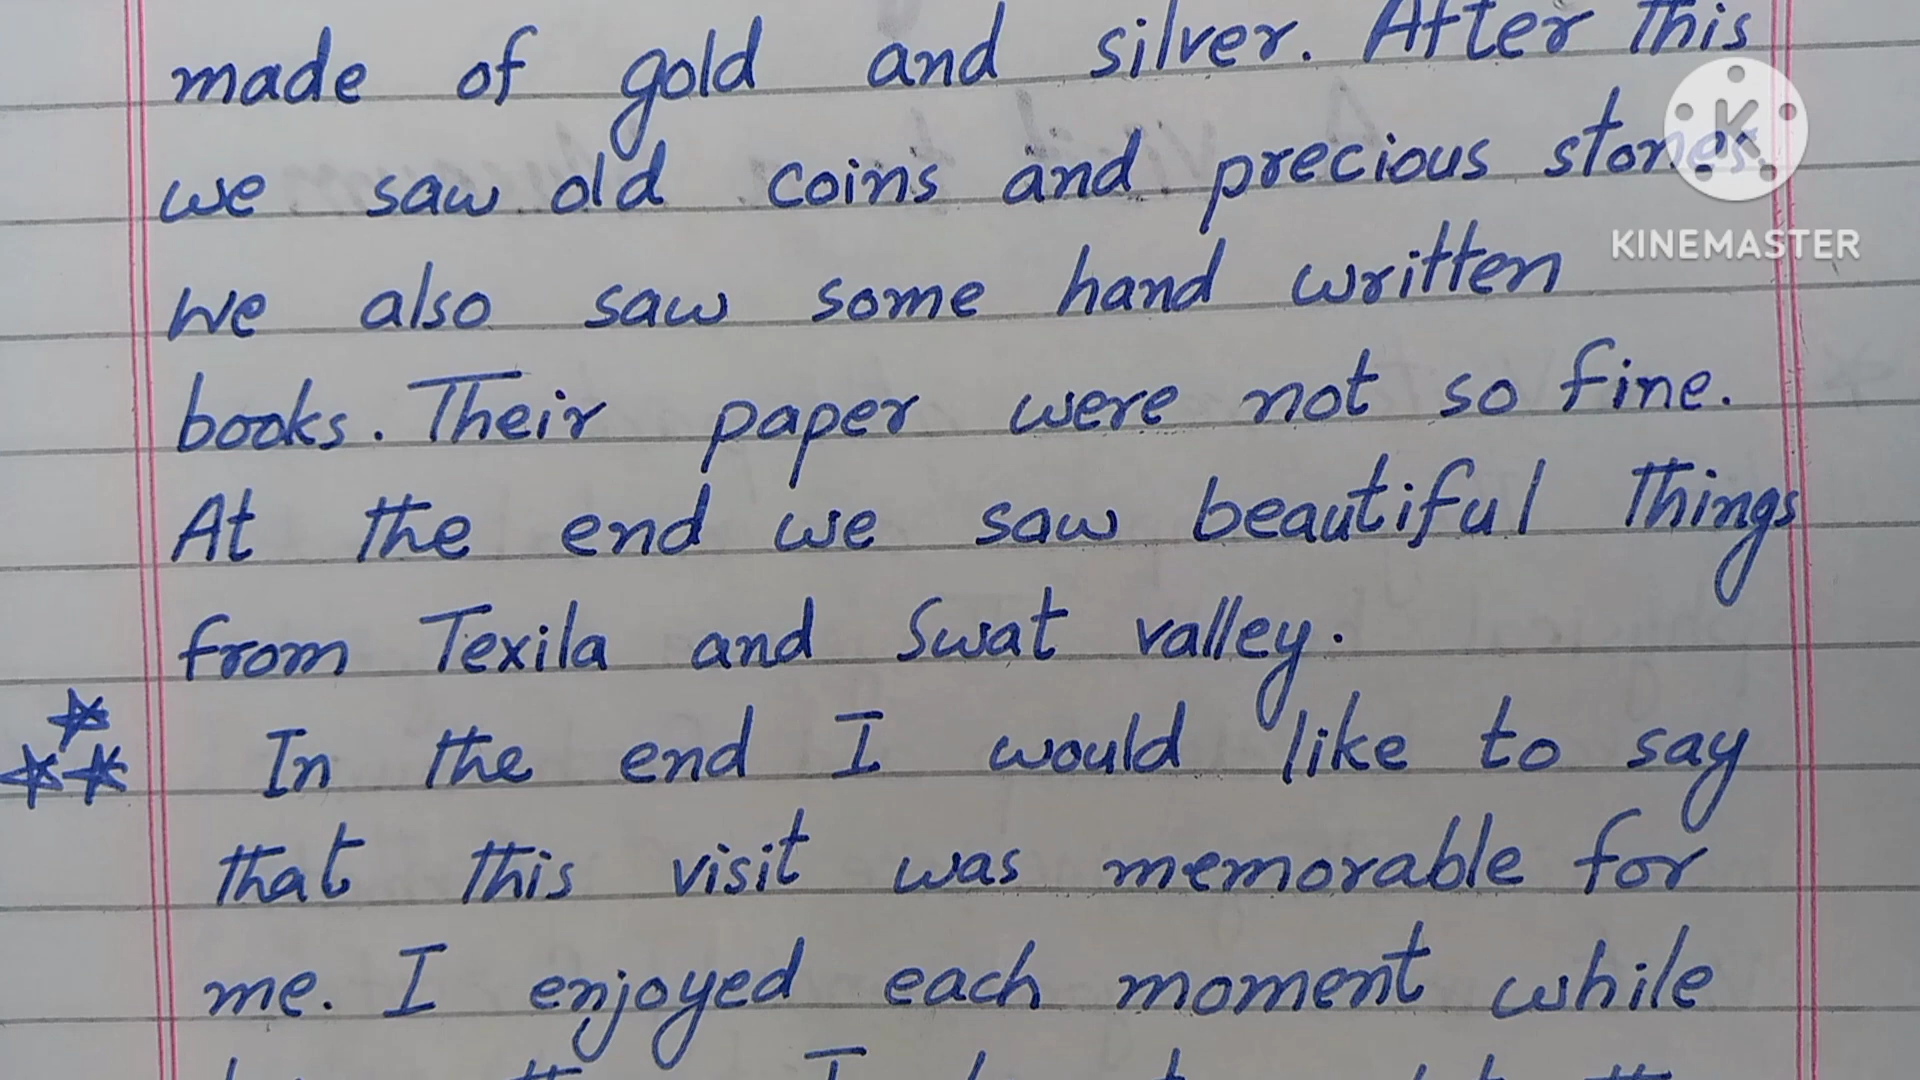 made of gold and silver. After this
we saw old coins and precious stones.
We also saw some hand written
books. Their paper were not so fine.
At the end we saw beautiful things
from Texila and Swat valley.
In the end I would like to say
that this visit was memorable for
me. I enjoyed each moment while
KINEMASTER